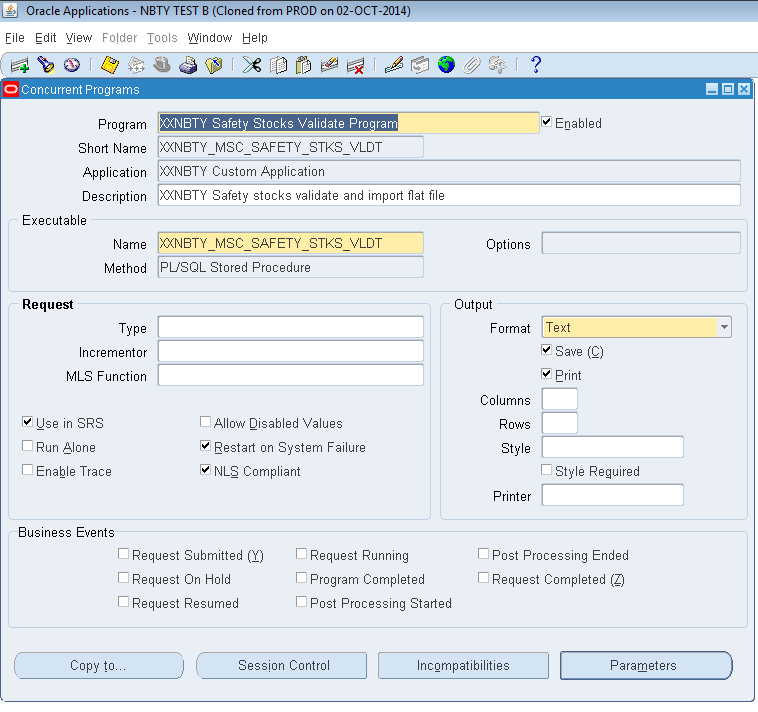 Oracle Applications - NBTY TEST B (Cloned from PROD on 02-OCT-2014)
File Edit View Folder Tools Window Help
?
Concurrent Programs
Program XXNBTY Safety Stocks Validate Program Enabled
Short Name XXNBTY_MSC_SAFETY_STKS_VLDT
Application XXNBTY Custom Application
Description XXNBTY Safety stocks validate and import flat file
Executable
Name XXNBTY_MSC_SAFETY_STKS_VLDT Options
Method PL/SQL Stored Procedure
Request
Type
Incrementor
MLS Function
Use in SRS Allow Disabled Values
Run Alone Restart on System Failure
Enable Trace NLS Compliant
Output
Format Text
Save (C)
Print
Columns
Rows
Style
Style Required
Printer
Business Events
Request Submitted (Y) Request Running Post Processing Ended
Request On Hold Program Completed Request Completed (Z)
Request Resumed Post Processing Started
Copy to... Session Control Incompatibilities Parameters